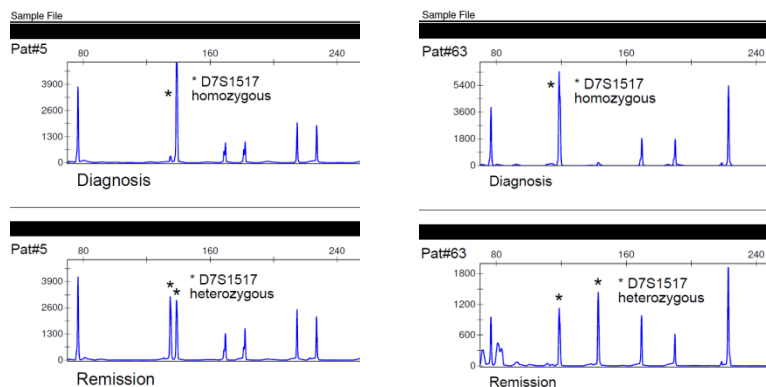 Sample File
Pat#5
80 160 240
3900
2600
1300
0
*
* D7S1517
homozygous
Diagnosis
Pat#5
80 160 240
3900
2600
1300
0
*
*
* D7S1517
heterozygous
Remission
Sample File
Pat#63
80 160 240
5400
3600
1800
0
*
* D7S1517
homozygous
Diagnosis
Pat#63
80 160 240
1800
1200
600
0
*
*
* D7S1517
heterozygous
Remission